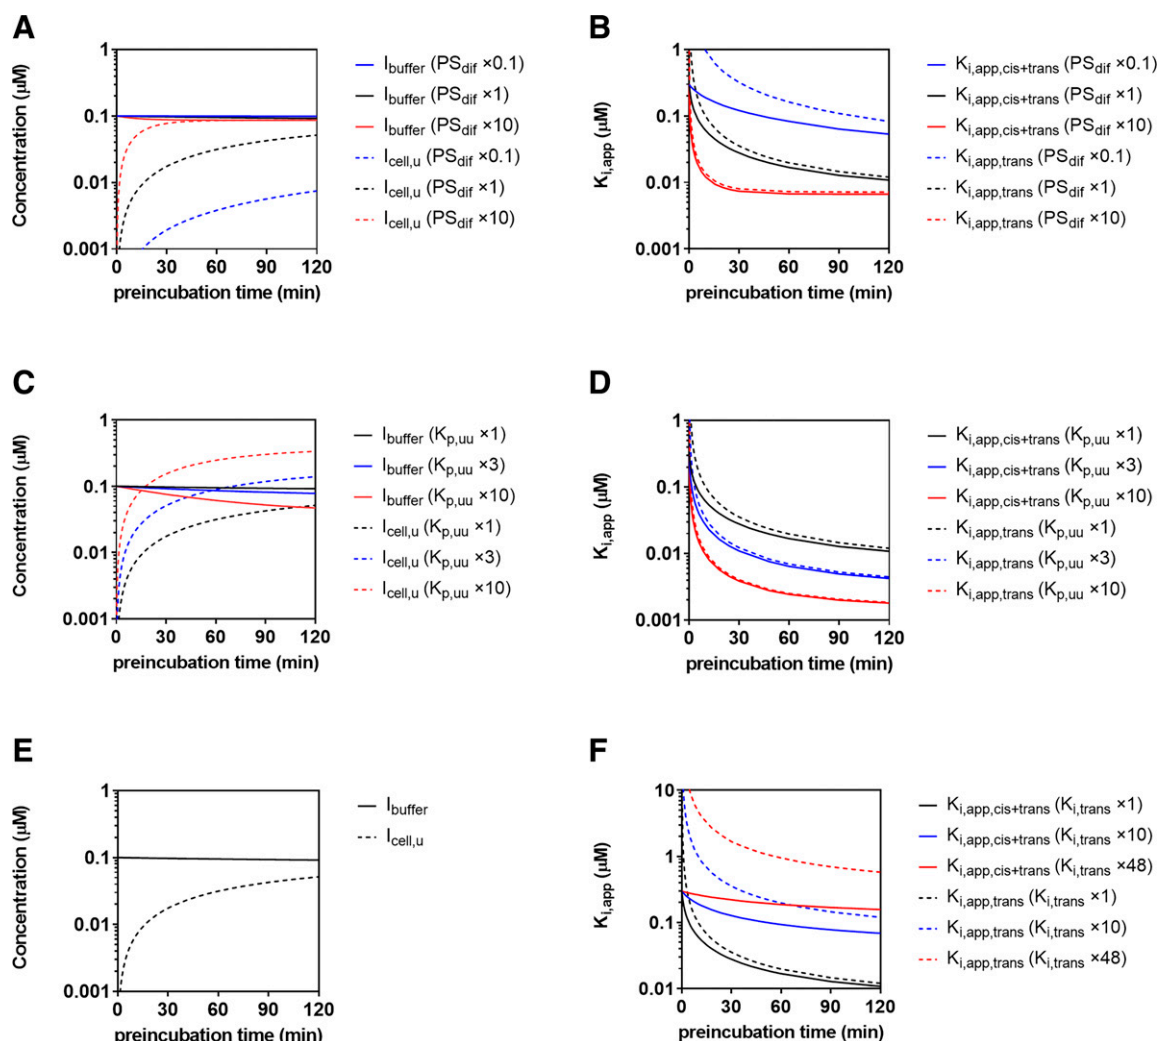 A
Concentration (μM)
1
0.1
0.01
0.001
0 30 60 90 120
preincubation time (min)
I_buffer (PS_dif ×0.1)
I_buffer (PS_dif ×1)
I_buffer (PS_dif ×10)
I_cell,u (PS_dif ×0.1)
I_cell,u (PS_dif ×1)
I_cell,u (PS_dif ×10)
B
K_i,app (μM)
1
0.1
0.01
0.001
0 30 60 90 120
preincubation time (min)
K_i,app,cis+trans (PS_dif ×0.1)
K_i,app,cis+trans (PS_dif ×1)
K_i,app,cis+trans (PS_dif ×10)
K_i,app,trans (PS_dif ×0.1)
K_i,app,trans (PS_dif ×1)
K_i,app,trans (PS_dif ×10)
C
Concentration (μM)
1
0.1
0.01
0.001
0 30 60 90 120
preincubation time (min)
I_buffer (K_p,uu ×1)
I_buffer (K_p,uu ×3)
I_buffer (K_p,uu ×10)
I_cell,u (K_p,uu ×1)
I_cell,u (K_p,uu ×3)
I_cell,u (K_p,uu ×10)
D
K_i,app (μM)
1
0.1
0.01
0.001
0 30 60 90 120
preincubation time (min)
K_i,app,cis+trans (K_p,uu ×1)
K_i,app,cis+trans (K_p,uu ×3)
K_i,app,cis+trans (K_p,uu ×10)
K_i,app,trans (K_p,uu ×1)
K_i,app,trans (K_p,uu ×3)
K_i,app,trans (K_p,uu ×10)
E
Concentration (μM)
1
0.1
0.01
0.001
0 30 60 90 120
preincubation time (min)
I_buffer
I_cell,u
F
K_i,app (μM)
10
1
0.1
0.01
0 30 60 90 120
preincubation time (min)
K_i,app,cis+trans (K_i,trans ×1)
K_i,app,cis+trans (K_i,trans ×10)
K_i,app,cis+trans (K_i,trans ×48)
K_i,app,trans (K_i,trans ×1)
K_i,app,trans (K_i,trans ×10)
K_i,app,trans (K_i,trans ×48)